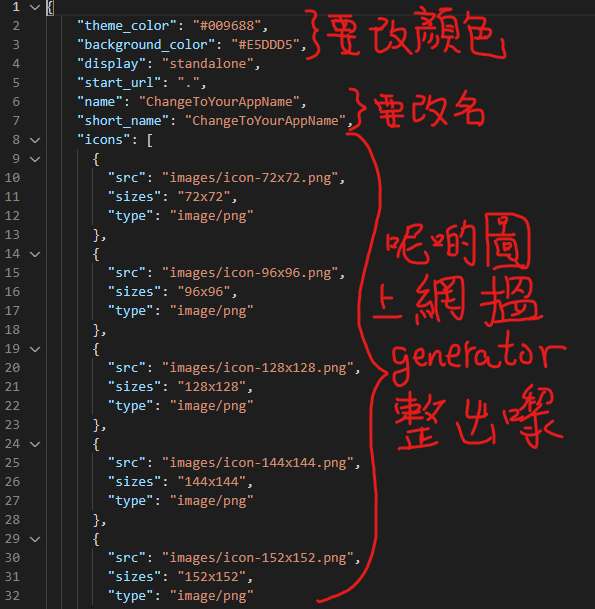 1 {
2 "theme_color": "#009688",
3 "background_color": "#E5DDD5",
要改顏色
4 "display": "standalone",
5 "start_url": ".",
6 "name": "ChangeToYourAppName",
7 "short_name": "ChangeToYourAppName",
要改名
8 "icons": [
9 {
10 "src": "images/icon-72x72.png",
11 "sizes": "72x72",
12 "type": "image/png"
13 },
14 {
15 "src": "images/icon-96x96.png",
16 "sizes": "96x96",
17 "type": "image/png"
18 },
19 {
20 "src": "images/icon-128x128.png",
21 "sizes": "128x128",
22 "type": "image/png"
23 },
24 {
25 "src": "images/icon-144x144.png",
26 "sizes": "144x144",
27 "type": "image/png"
28 },
29 {
30 "src": "images/icon-152x152.png",
31 "sizes": "152x152",
32 "type": "image/png"
呢啲圖
上網搵
generator
整出嚟